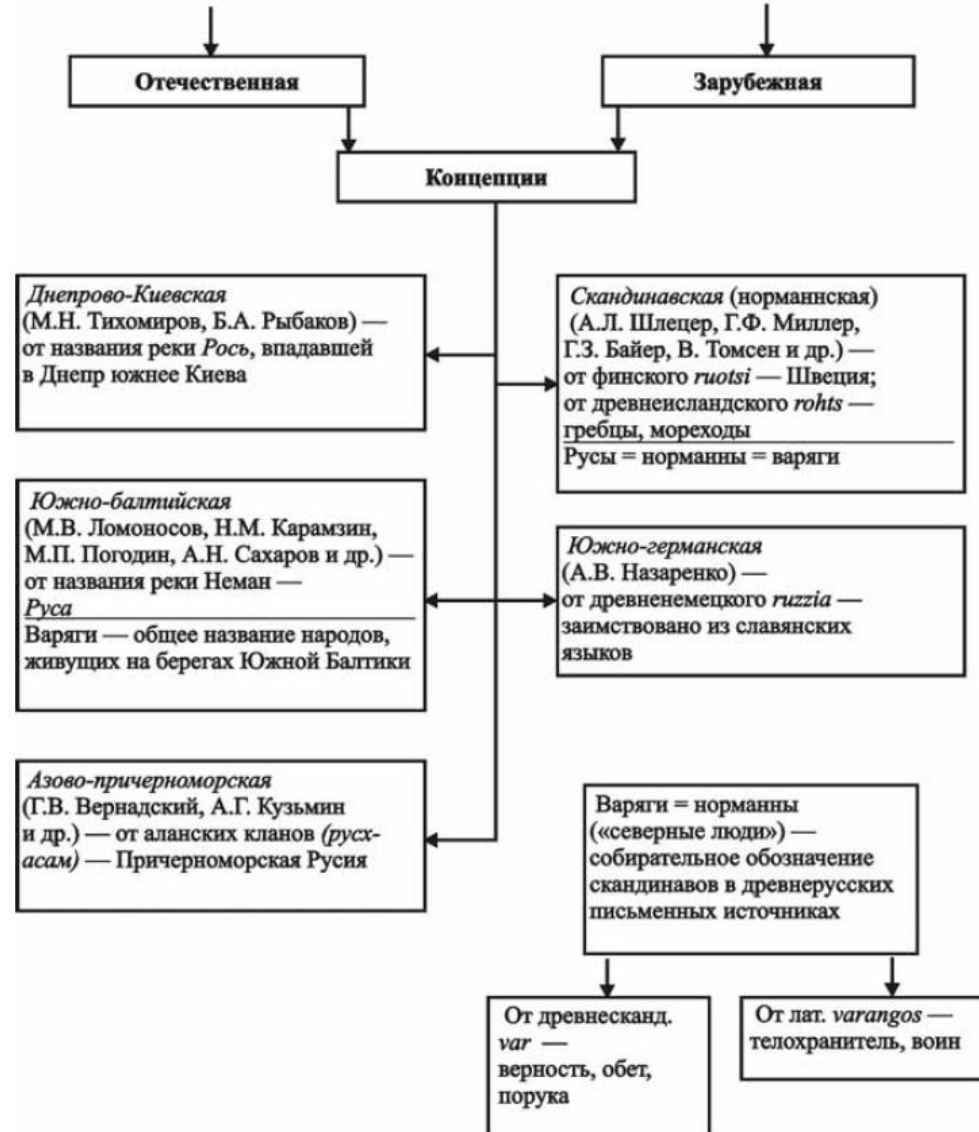 Отечественная
Зарубежная
Концепции
Днепрово-Киевская
(М.Н. Тихомиров, Б.А. Рыбаков) —
от названия реки Рось, впадавшей
в Днепр южнее Киева
Скандинавская (норманнская)
(А.Л. Шлецер, Г.Ф. Миллер,
Г.З. Байер, В. Томсен и др.) —
от финского ruotsi — Швеция;
от древнеисландского rohts —
гребцы, мореходы
Русы = норманны = варяги
Южно-балтийская
(М.В. Ломоносов, Н.М. Карамзин,
М.П. Погодин, А.Н. Сахаров и др.) —
от названия реки Неман —
Руса
Варяги — общее название народов,
живущих на берегах Южной Балтики
Южно-германская
(А.В. Назаренко) —
от древненемецкого ruzzia —
заимствовано из славянских
языков
Азово-причерноморская
(Г.В. Вернадский, А.Г. Кузьмин
и др.) — от аланских кланов (русх-
асам) — Причерноморская Русия
Варяги = норманны
(«северные люди») —
собирательное обозначение
скандинавов в древнерусских
письменных источниках
От древнесканд.
var —
верность, обет,
порука
От лат. varangos —
телохранитель, воин